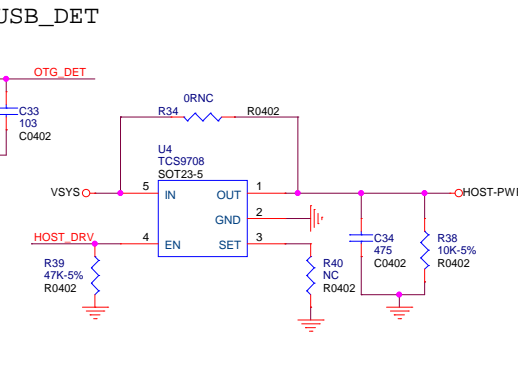 USB_DET
OTG_DET
C33
103
C0402
0RNC
R34
R0402
U4
TCS9708
SOT23-5
VSYS
5
IN
OUT
1
GND
2
HOST_DRV
4
EN
SET
3
HOST-PWR
R39
47K-5%
R0402
R40
NC
R0402
C34
475
C0402
R38
10K-5%
R0402